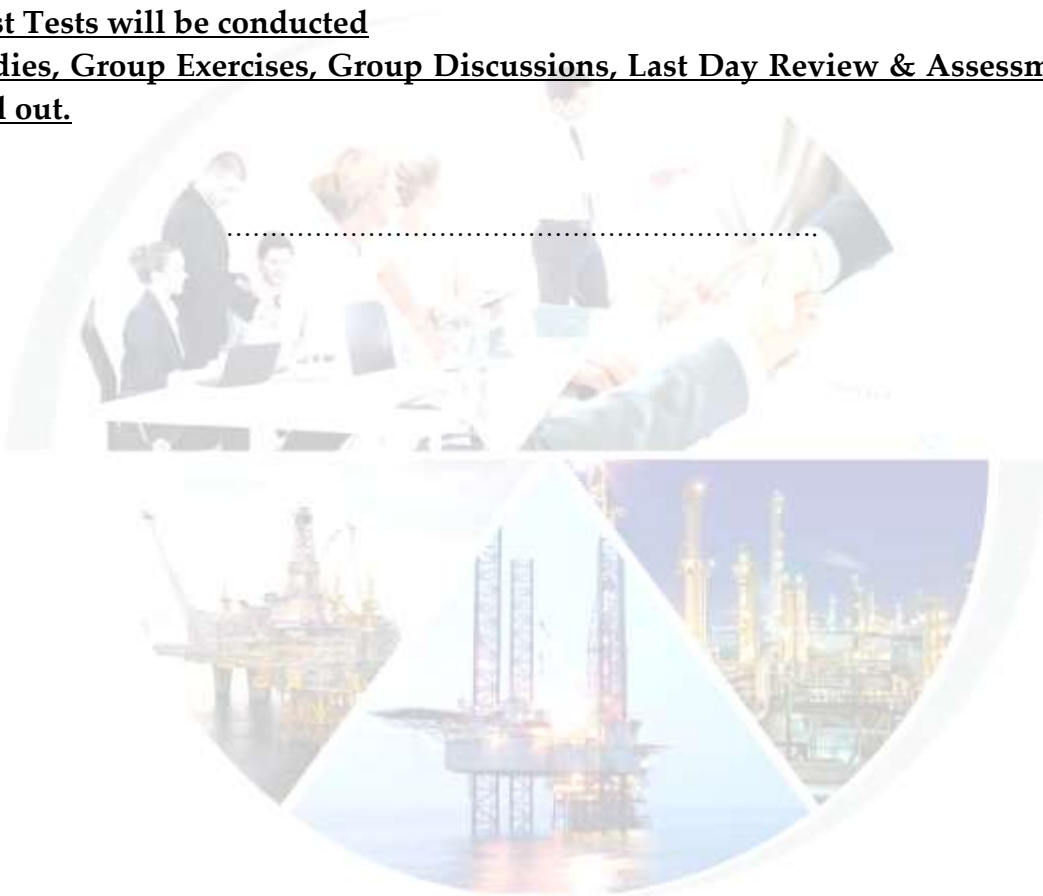 st Tests will be conducted
dies, Group Exercises, Group Discussions, Last Day Review & Assessm
l out.
……………………………………………………………..